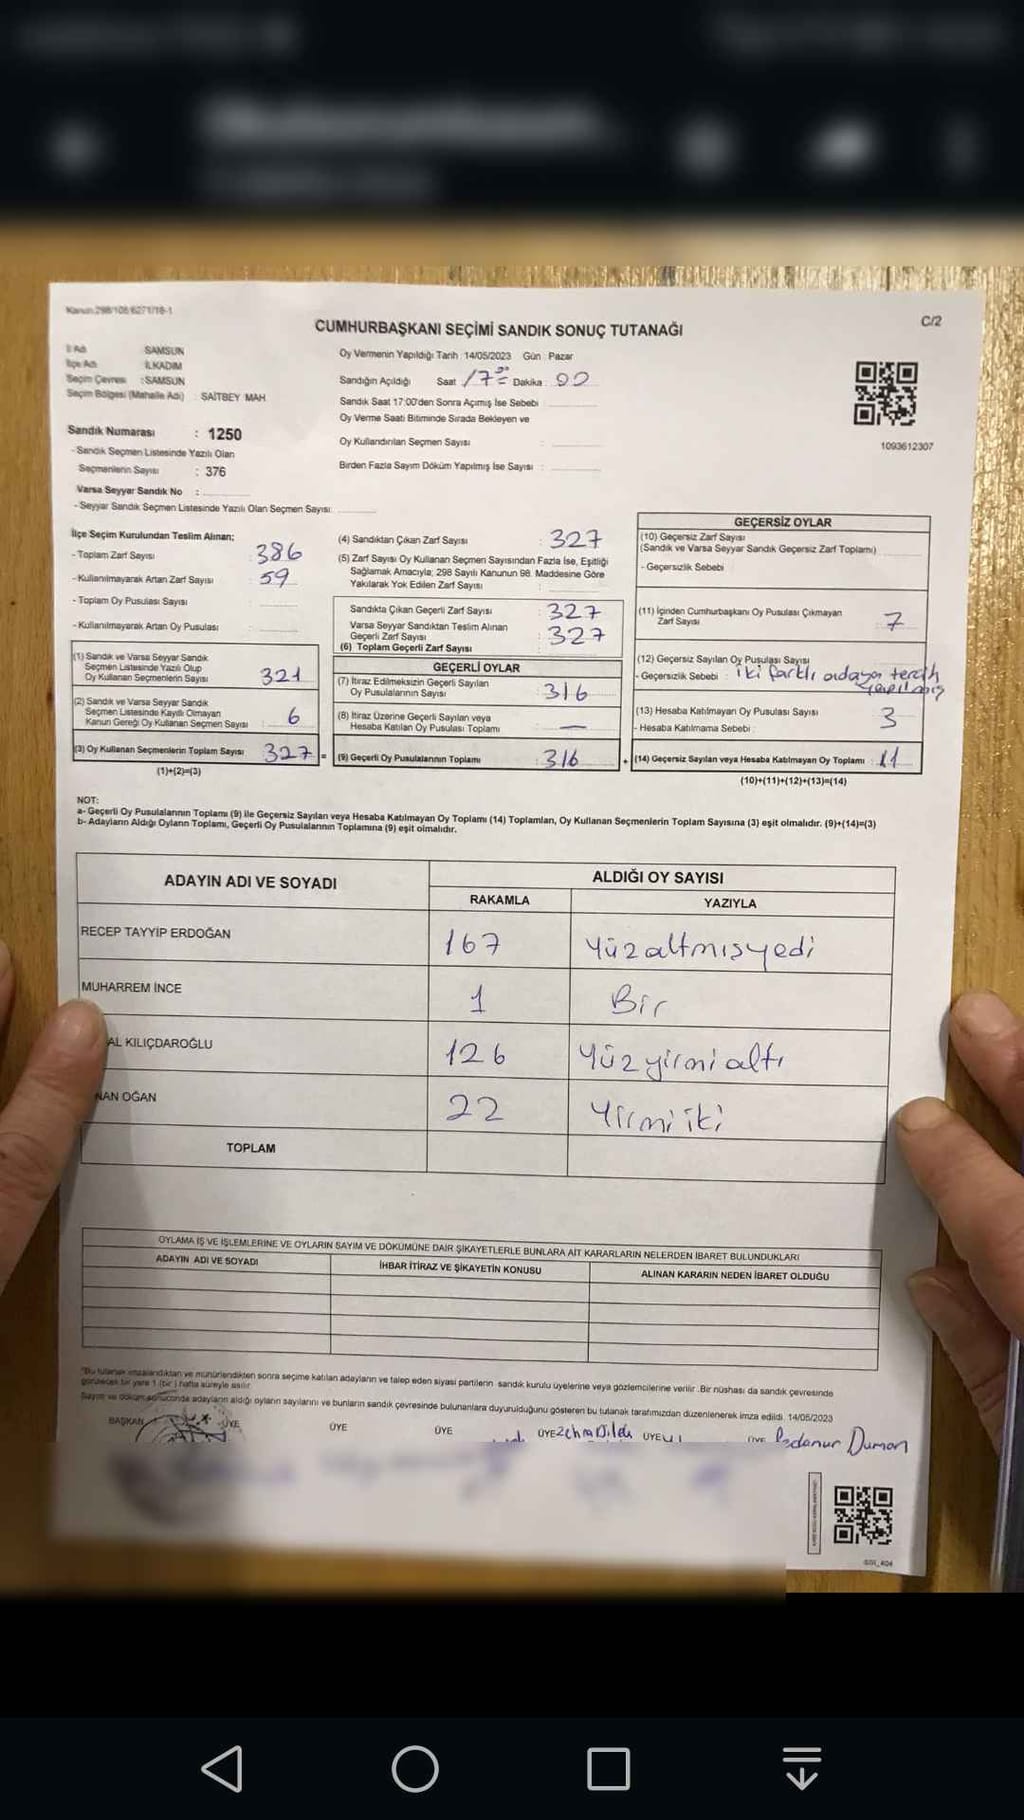 Kanun:298/108/6271/18-1
C/2
CUMHURBAŞKANI SEÇİMİ SANDIK SONUÇ TUTANAĞI
İl Adı SAMSUN
İlçe Adı İLKADIM
Seçim Çevresi : SAMSUN
Seçim Bölgesi (Mahalle Adı) : SAİTBEY MAH
Sandık Numarası : 1250
- Sandık Seçmen Listesinde Yazılı Olan
Seçmenlerin Sayısı : 376
Varsa Seyyar Sandık No :
- Seyyar Sandık Seçmen Listesinde Yazılı Olan Seçmen Sayısı:
Oy Vermenin Yapıldığı Tarih :14/05/2023 Gün : Pazar
Sandığın Açıldığı Saat 17 00 Dakika : 00
Sandık Saat 17:00'den Sonra Açımış İse Sebebi
Oy Verme Saati Bitiminde Sırada Bekleyen ve
Oy Kullandırılan Seçmen Sayısı :
Birden Fazla Sayım Döküm Yapılmış İse Sayısı :
1093612307
İlçe Seçim Kurulundan Teslim Alınan;
- Toplam Zarf Sayısı : 386
- Kullanılmayarak Artan Zarf Sayısı 59
- Toplam Oy Pusulası Sayısı :
- Kullanılmayarak Artan Oy Pusulası :
(1) Sandık ve Varsa Seyyar Sandık
Seçmen Listesinde Yazılı Olup
Oy Kullanan Seçmenlerin Sayısı : 321
(2) Sandık ve Varsa Seyyar Sandık
Seçmen Listesinde Kayıtlı Olmayan
Kanun Gereği Oy Kullanan Seçmen Sayısı : 6
(3) Oy Kullanan Seçmenlerin Toplam Sayısı : 327 =
(1)+(2)=(3)
(4) Sandıktan Çıkan Zarf Sayısı : 327
(5) Zarf Sayısı Oy Kullanan Seçmen Sayısından Fazla İse, Eşitliği
Sağlamak Amacıyla; 298 Sayılı Kanunun 98. Maddesine Göre
Yakılarak Yok Edilen Zarf Sayısı :
Sandıkta Çıkan Geçerli Zarf Sayısı : 327
Varsa Seyyar Sandıktan Teslim Alınan
Geçerli Zarf Sayısı : 327
(6) Toplam Geçerli Zarf Sayısı
GEÇERLİ OYLAR
(7) İtiraz Edilmeksizin Geçerli Sayılan
Oy Pusulalarının Sayısı : 316
(8) İtiraz Üzerine Geçerli Sayılan veya
Hesaba Katılan Oy Pusulası Toplamı : —
(9) Geçerli Oy Pusulalarının Toplamı : 316 +
GEÇERSİZ OYLAR
(10) Geçersiz Zarf Sayısı
(Sandık ve Varsa Seyyar Sandık Geçersiz Zarf Toplamı)
- Geçersizlik Sebebi :
(11) İçinden Cumhurbaşkanı Oy Pusulası Çıkmayan
Zarf Sayısı : 7
(12) Geçersiz Sayılan Oy Pusulası Sayısı
- Geçersizlik Sebebi : iki farklı adaya tercih
yapılmış
(13) Hesaba Katılmayan Oy Pusulası Sayısı : 3
- Hesaba Katılmama Sebebi :
(14) Geçersiz Sayılan veya Hesaba Katılmayan Oy Toplamı : 11
(10)+(11)+(12)+(13)=(14)
NOT:
a- Geçerli Oy Pusulalarının Toplamı (9) ile Geçersiz Sayılan veya Hesaba Katılmayan Oy Toplamı (14) Toplamları, Oy Kullanan Seçmenlerin Toplam Sayısına (3) eşit olmalıdır. (9)+(14)=(3)
b- Adayların Aldığı Oyların Toplamı, Geçerli Oy Pusulalarının Toplamına (9) eşit olmalıdır.
ADAYIN ADI VE SOYADI
ALDIĞI OY SAYISI
RAKAMLA YAZIYLA
RECEP TAYYİP ERDOĞAN 167 Yüzaltmışyedi
MUHARREM İNCE 1 Bir
AL KILIÇDAROĞLU 126 Yüzyirmialtı
NAN OĞAN 22 Yirmiiki
TOPLAM
OYLAMA İŞ VE İŞLEMLERİNE VE OYLARIN SAYIM VE DÖKÜMÜNE DAİR ŞİKAYETLERLE BUNLARA AİT KARARLARIN NELERDEN İBARET BULUNDUKLARI
ADAYIN ADI VE SOYADI İHBAR İTİRAZ VE ŞİKAYETİN KONUSU ALINAN KARARIN NEDEN İBARET OLDUĞU
*Bu tutanak imzalandıktan ve mühürlendikten sonra seçime katılan adayların ve talep eden siyasi partilerin sandık kurulu üyelerine veya gözlemcilerine verilir. Bir nüshası da sandık çevresinde
görülecek bir yere 1 (bir ) hafta süreyle asılır.
Sayım ve döküm sonucunda adayların aldığı oyların sayılarını ve bunların sandık çevresinde bulunanlara duyurulduğunu gösteren bu tutanak tarafımızdan düzenlenerek imza edildi. 14/05/2023
BAŞKAN ÜYE ÜYE ÜYE ÜYE Zehra ÜYE ÜYE Duman